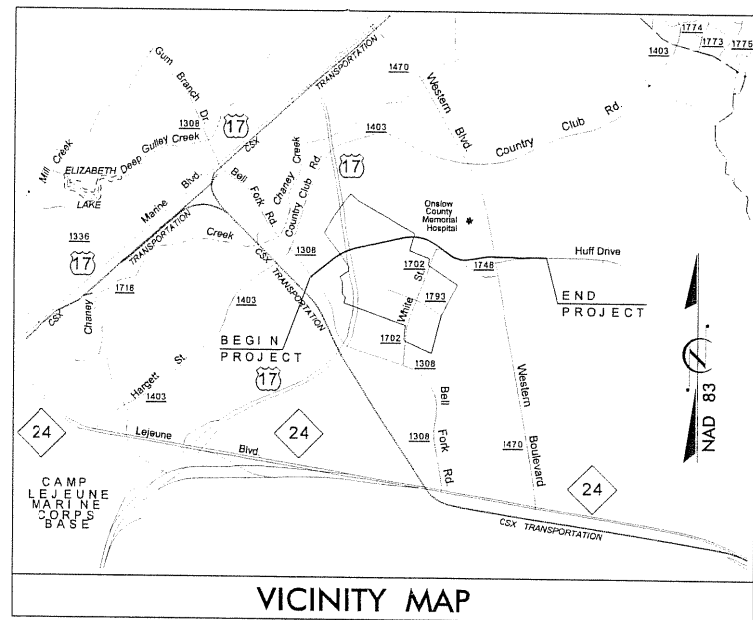 1774
1403
1773
1775
Gum Branch Dr.
TRANSPORTATION
1470
Western Blvd.
1308
17
CSX
1403
Country Club Rd.
Mill Creek
Deep Gulley Creek
ELIZABETH
LAKE
17
Chaney Creek
Country Club Rd.
Bell Fork Rd.
Marine Blvd.
TRANSPORTATION
Onslow
County
Memorial
Hospital
1336
17
Creek
CSX TRANSPORTATION
1308
1702
1748
Huff Drive
1718
CSX
Chaney
1403
White St.
1793
END
PROJECT
BEGIN
PROJECT
17
1702
1308
Hargett St.
1403
24
Lejeune Blvd.
24
Bell Fork Rd.
1308
Western Boulevard
1470
24
NAD 83
CAMP
LEJEUNE
MARINE
CORPS
BASE
CSX TRANSPORTATION
VICINITY MAP